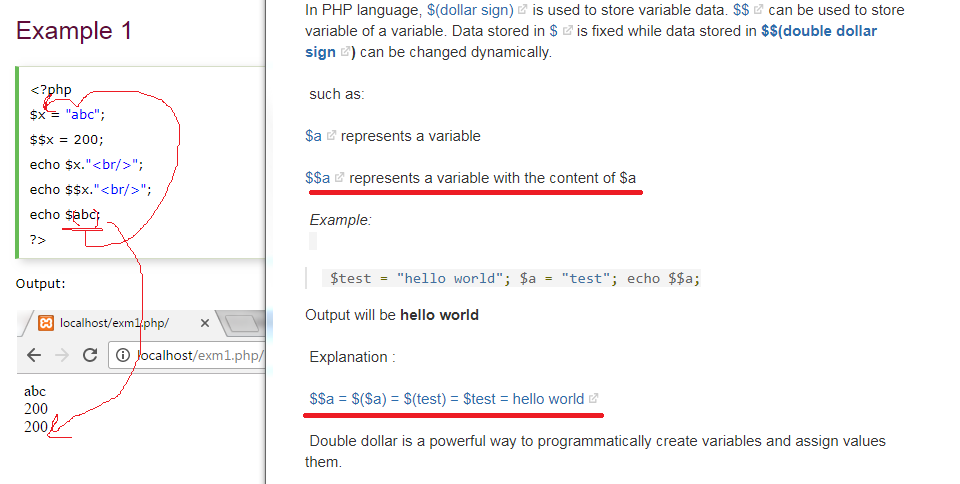 Example 1
<?php
$x = "abc";
$$x = 200;
echo $x."<br/>";
echo $$x."<br/>";
echo $abc;
?>
Output:
localhost/exm1.php/
localhost/exm1.php/
abc
200
200
In PHP language, $(dollar sign) is used to store variable data. $$ can be used to store
variable of a variable. Data stored in $ is fixed while data stored in $$(double dollar
sign ) can be changed dynamically.
such as:
$a represents a variable
$$a represents a variable with the content of $a
Example:
$test = "hello world"; $a = "test"; echo $$a;
Output will be hello world
Explanation :
$$a = $($a) = $(test) = $test = hello world
Double dollar is a powerful way to programmatically create variables and assign values
them.